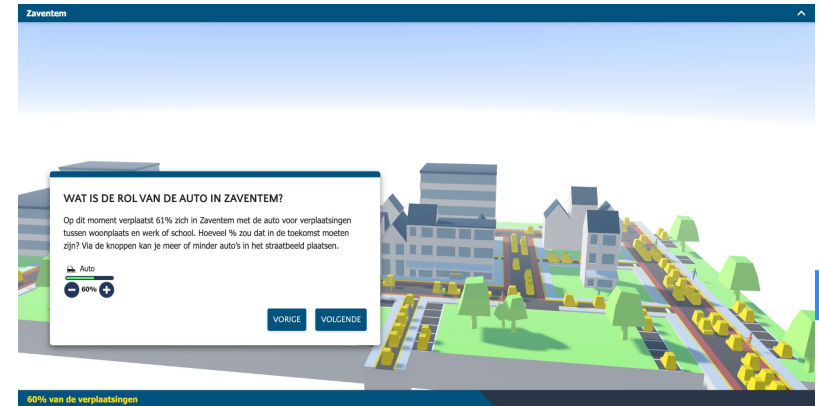 Zaventem
WAT IS DE ROL VAN DE AUTO IN ZAVENTEM?
Op dit moment verplaatst 61% zich in Zaventem met de auto voor verplaatsingen
tussen woonplaats en werk of school. Hoeveel % zou dat in de toekomst moeten
zijn? Via de knoppen kan je meer of minder auto's in het straatbeeld plaatsen.
Auto
60%
VORIGE VOLGENDE
60% van de verplaatsingen